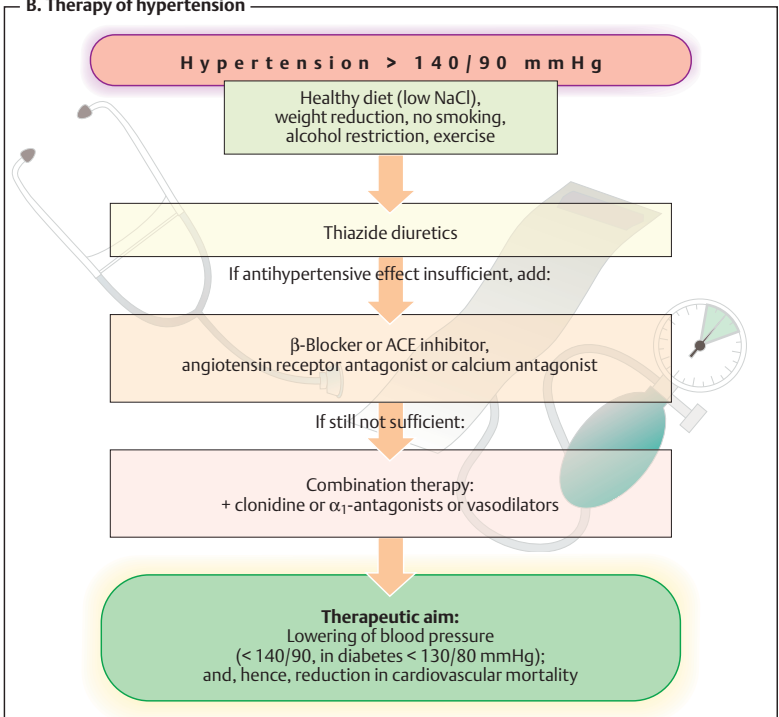 B. Therapy of hypertension
Hypertension > 140/90 mmHg
Healthy diet (low NaCl),
weight reduction, no smoking,
alcohol restriction, exercise
Thiazide diuretics
If antihypertensive effect insufficient, add:
β-Blocker or ACE inhibitor,
angiotensin receptor antagonist or calcium antagonist
If still not sufficient:
Combination therapy:
+ clonidine or α₁-antagonists or vasodilators
Therapeutic aim:
Lowering of blood pressure
(< 140/90, in diabetes < 130/80 mmHg);
and, hence, reduction in cardiovascular mortality